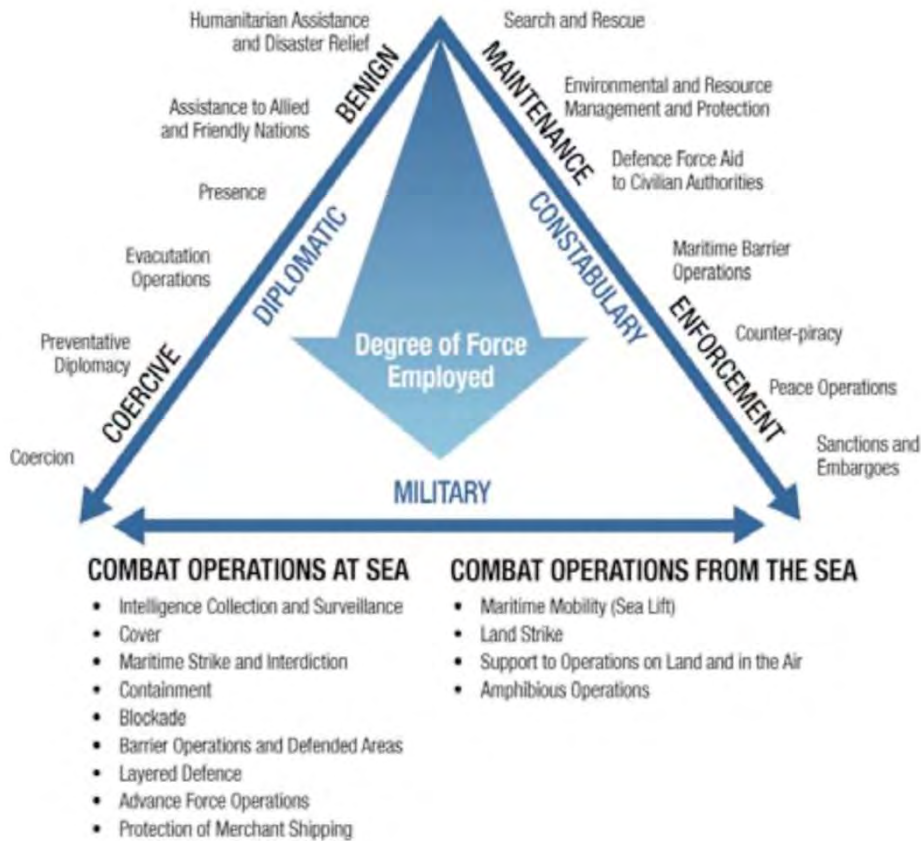 Humanitarian Assistance
and Disaster Relief
Search and Rescue
BENIGN
MAINTENANCE
Environmental and Resource
Management and Protection
Assistance to Allied
and Friendly Nations
Defence Force Aid
to Civilian Authorities
Presence
DIPLOMATIC
CONSTABULARY
Evacutation
Operations
Maritime Barrier
Operations
ENFORCEMENT
Preventative
Diplomacy
COERCIVE
Degree of Force
Employed
Counter-piracy
Peace Operations
Coercion
Sanctions and
Embargoes
MILITARY
COMBAT OPERATIONS AT SEA
• Intelligence Collection and Surveillance
• Cover
• Maritime Strike and Interdiction
• Containment
• Blockade
• Barrier Operations and Defended Areas
• Layered Defence
• Advance Force Operations
• Protection of Merchant Shipping
COMBAT OPERATIONS FROM THE SEA
• Maritime Mobility (Sea Lift)
• Land Strike
• Support to Operations on Land and in the Air
• Amphibious Operations